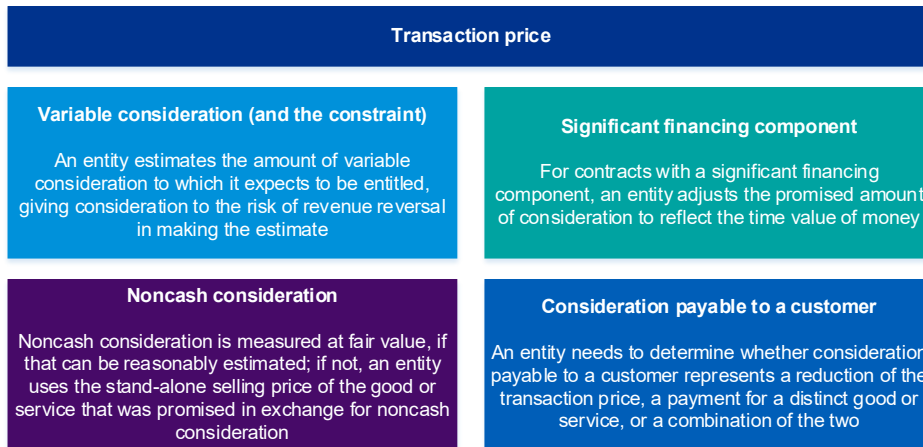 Transaction price
Variable consideration (and the constraint)
An entity estimates the amount of variable
consideration to which it expects to be entitled,
giving consideration to the risk of revenue reversal
in making the estimate
Significant financing component
For contracts with a significant financing
component, an entity adjusts the promised amount
of consideration to reflect the time value of money
Noncash consideration
Noncash consideration is measured at fair value, if
that can be reasonably estimated; if not, an entity
uses the stand-alone selling price of the good or
service that was promised in exchange for noncash
consideration
Consideration payable to a customer
An entity needs to determine whether consideration
payable to a customer represents a reduction of the
transaction price, a payment for a distinct good or
service, or a combination of the two